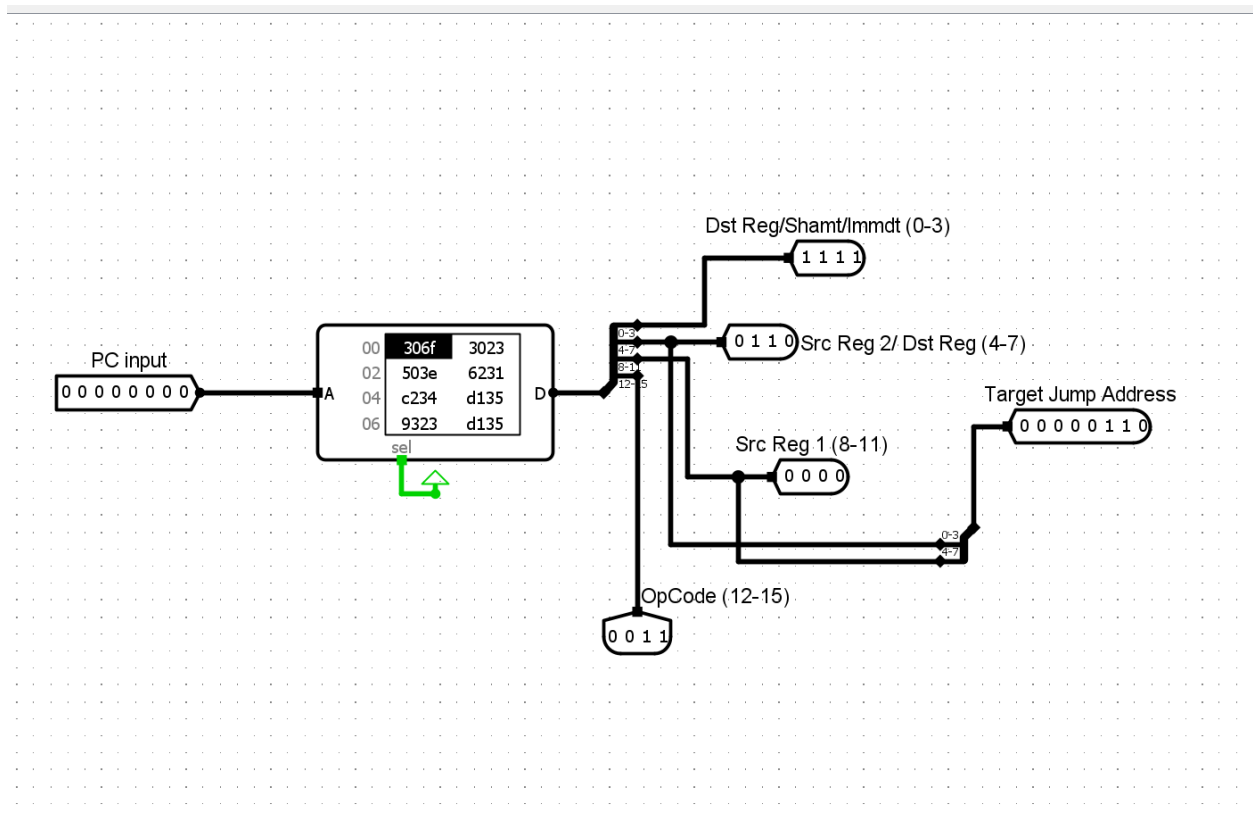 Dst Reg/Shamt/Immdt (0-3)
1 1 1 1
0-3
4-7
8-11
12-15
0 1 1 0
Src Reg 2/ Dst Reg (4-7)
PC input
0 0 0 0 0 0 0 0
A
00 306f 3023
02 503e 6231
04 c234 d135
06 9323 d135
D
sel
Target Jump Address
0 0 0 0 0 1 1 0
Src Reg 1 (8-11)
0 0 0 0
0-3
4-7
OpCode (12-15)
0 0 1 1